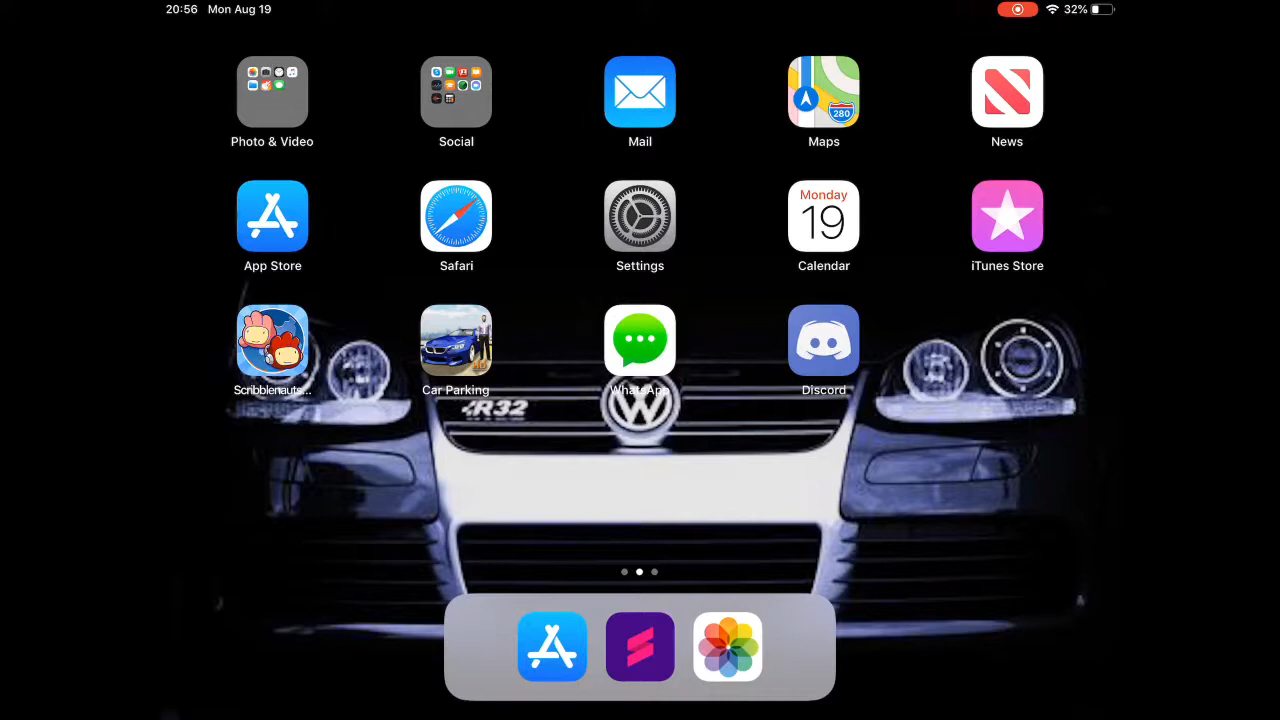 20:56 Mon Aug 19
32%
Photo & Video
Social
Mail
280
Maps
News
App Store
Safari
Settings
Monday
19
Calendar
iTunes Store
Scribblenauts...
Car Parking
WhatsApp
Discord
R32